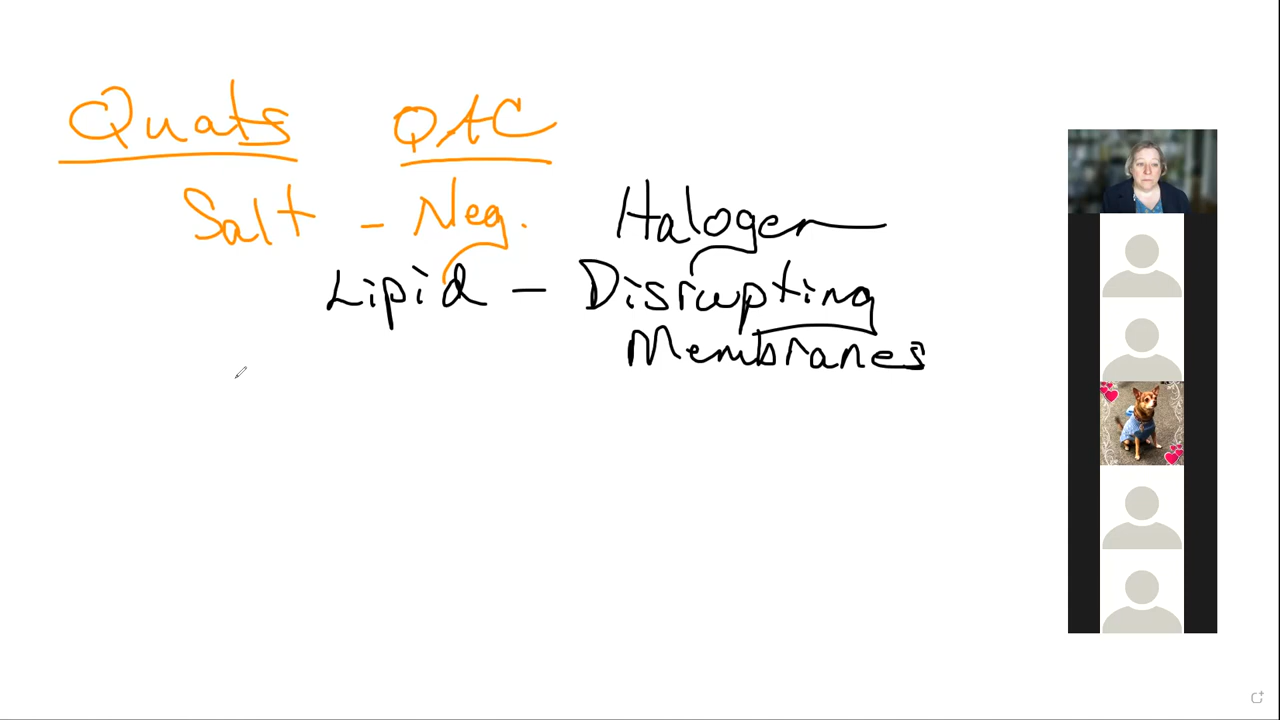 Quats QAC
Salt - Neg. Halogen
Lipid - Disrupting
Membranes